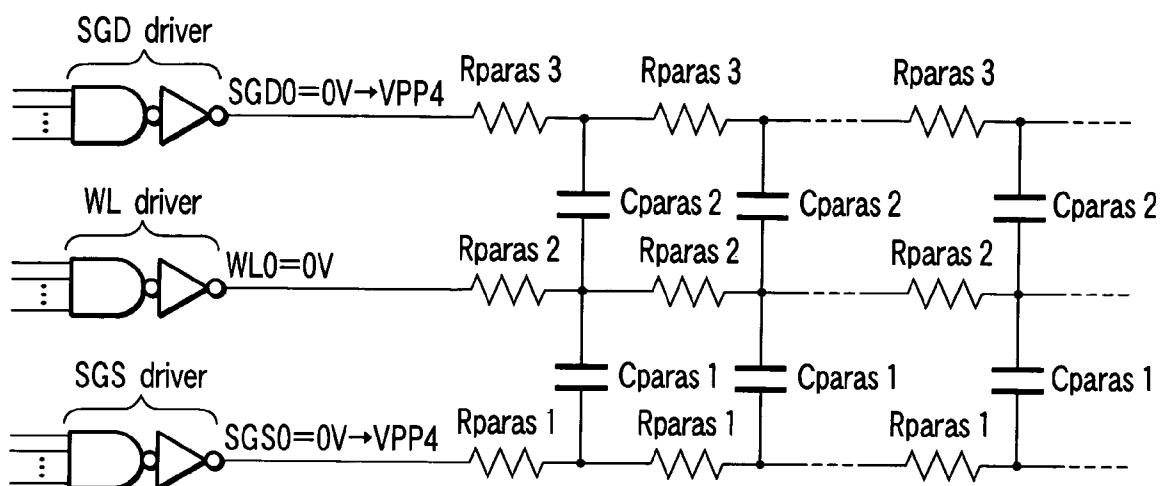 SGD driver
SGD0=0V→VPP4
Rparas 3
Rparas 3
Rparas 3
Cparas 2
Cparas 2
Cparas 2
WL driver
WL0=0V
Rparas 2
Rparas 2
Rparas 2
Cparas 1
Cparas 1
Cparas 1
SGS driver
SGS0=0V→VPP4
Rparas 1
Rparas 1
Rparas 1